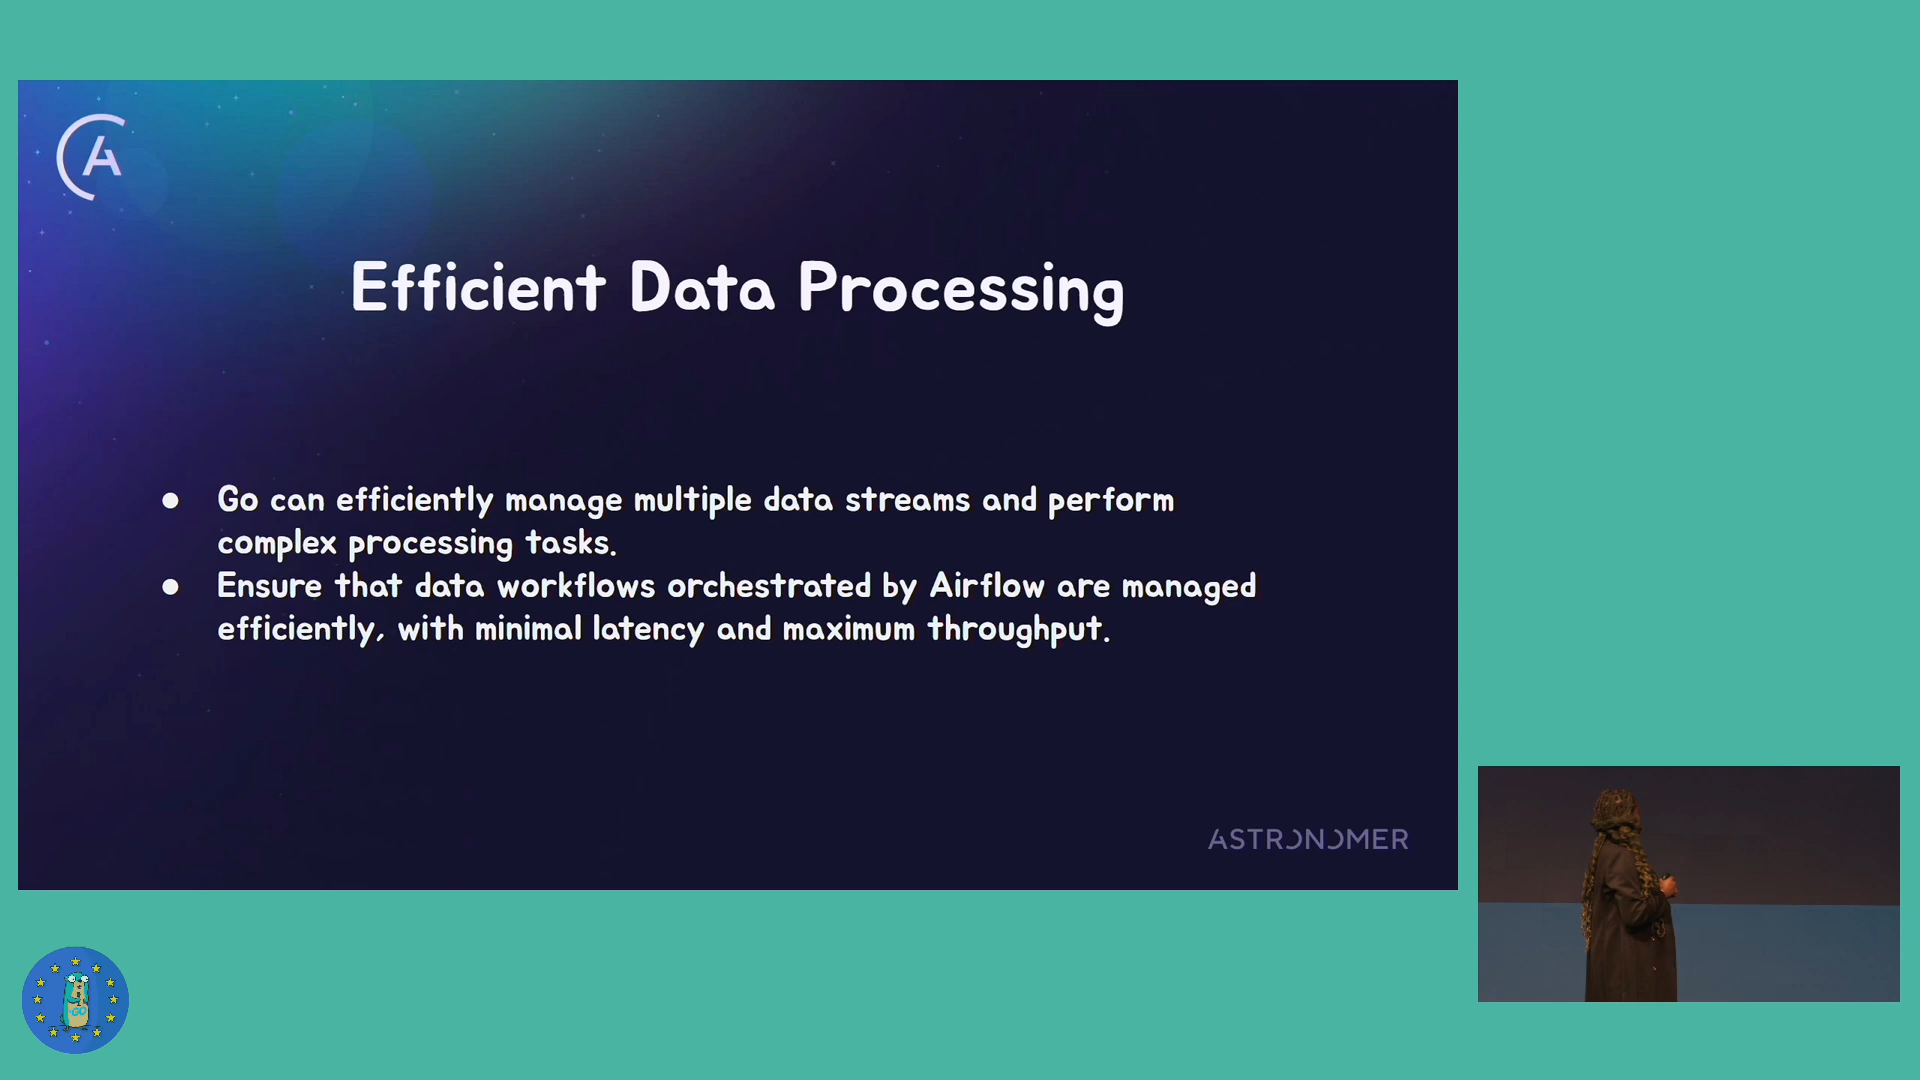 A
Efficient Data Processing
● Go can efficiently manage multiple data streams and perform
complex processing tasks.
● Ensure that data workflows orchestrated by Airflow are managed
efficiently, with minimal latency and maximum throughput.
ASTRONOMER
GO